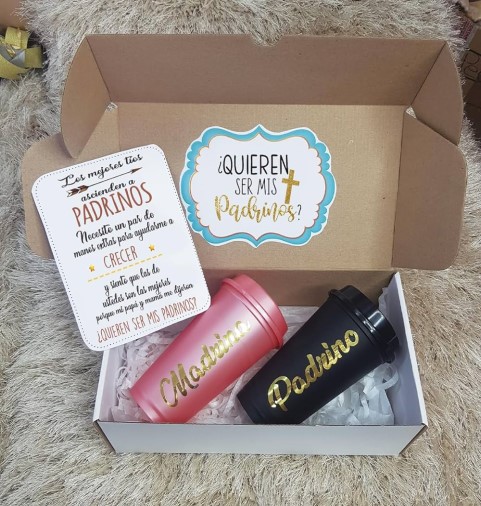 ¿QUIEREN
SER MIS
Padrinos?
Los mejores tíos
ascienden a
PADRINOS
Necesito un par de
manos extras para ayudarme a
CRECER
y siento que las de
ustedes son las mejores
porque mi papá y mamá me dijeron
¿QUIEREN SER MIS PADRINOS?
Madrina
Padrino